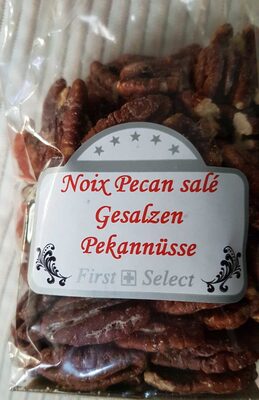 Noix Pecan salé
Gesalzen
Pekannüsse
First Select